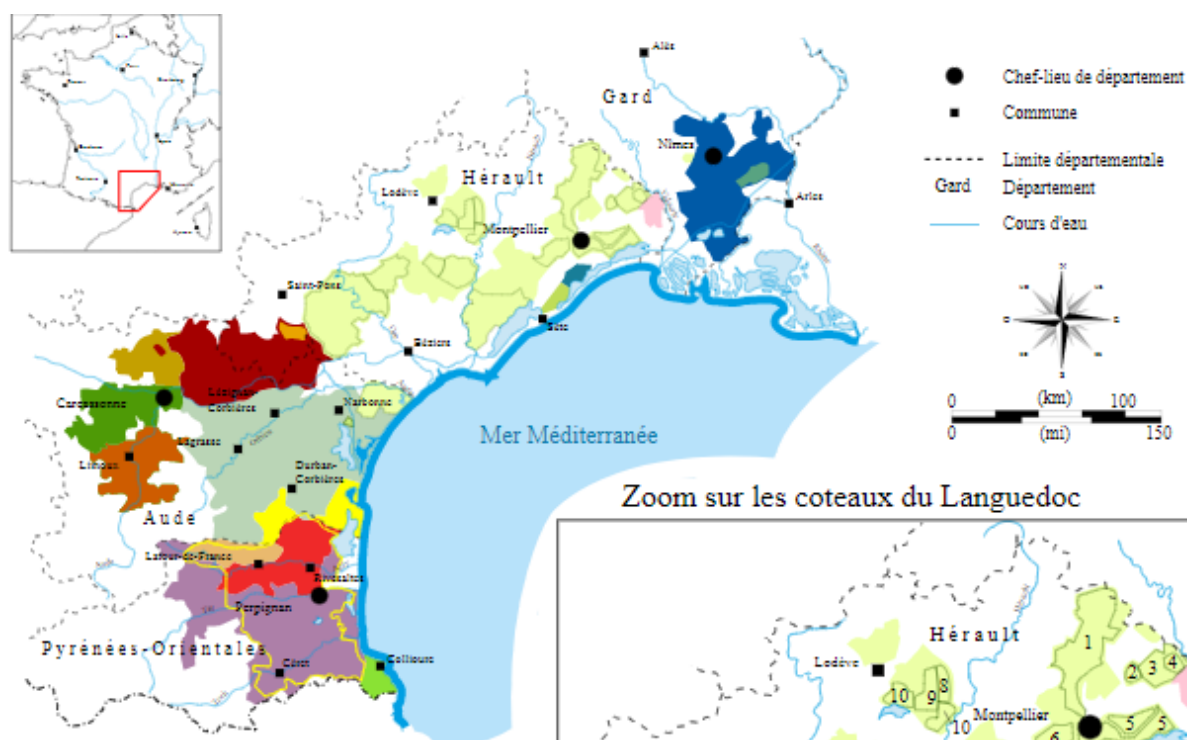 Alès
Gard
Nîmes
Arles
Rhône
Hérault
Lodève
Montpellier
Saint-Pons
Sète
Béziers
Carcassonne
Lézignan-
Corbières
Narbonne
Lagrasse
Orbieu
Limoux
Durban-
Corbières
Aude
Latour-de-France
Rivesaltes
Perpignan
Pyrénées-Orientales
Céret
Collioure
Mer Méditerranée
Chef-lieu de département
Commune
Limite départementale
Gard
Département
Cours d'eau
N
E
S
(km)
0
100
0
(mi)
150
Zoom sur les coteaux du Languedoc
Hérault
Lodève
Montpellier
1
2
3
4
5
5
6
8
9
10
10